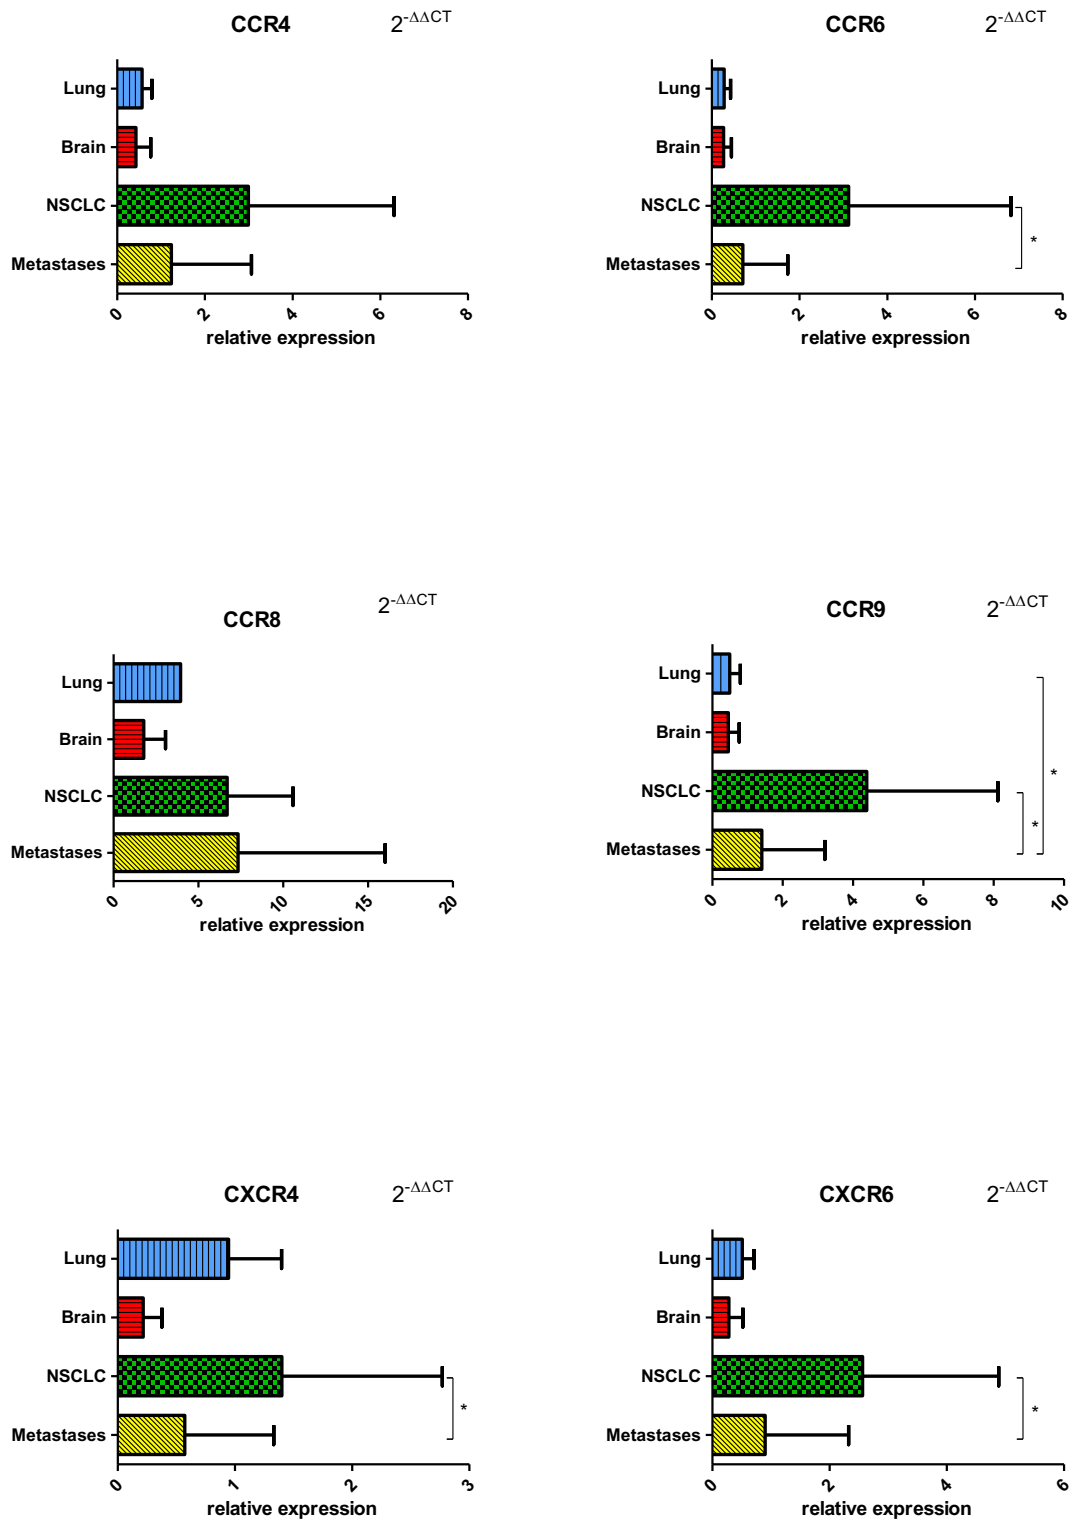 CCR4 2^-ΔΔCT
Lung
Brain
NSCLC
Metastases
0 2 4 6 8
relative expression
CCR6 2^-ΔΔCT
Lung
Brain
NSCLC
Metastases
*
0 2 4 6 8
relative expression
CCR8 2^-ΔΔCT
Lung
Brain
NSCLC
Metastases
0 5 10 15 20
relative expression
CCR9 2^-ΔΔCT
Lung
Brain
NSCLC
Metastases
*
*
0 2 4 6 8 10
relative expression
CXCR4 2^-ΔΔCT
Lung
Brain
NSCLC
Metastases
*
0 1 2 3
relative expression
CXCR6 2^-ΔΔCT
Lung
Brain
NSCLC
Metastases
*
0 2 4 6
relative expression